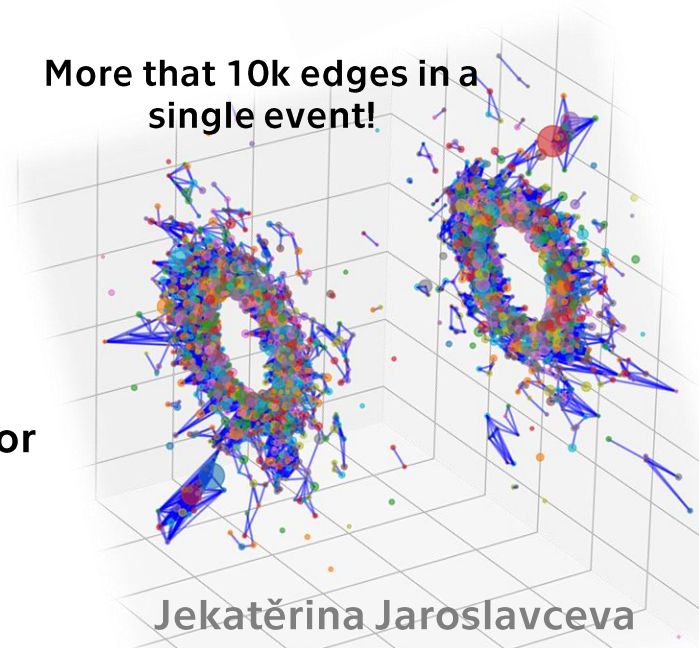 More that 10k edges in a
single event!
or
Jekatěrina Jaroslavceva